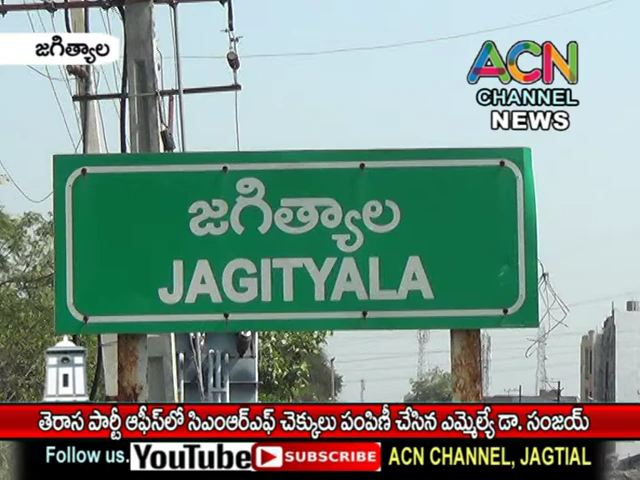 జగిత్యాల
ACN
CHANNEL
NEWS
జగిత్యాల
JAGITYALA
తెరాస పార్టీ ఆఫీస్‌లో సిఎంఆర్ఎఫ్ చెక్కులు పంపిణీ చేసిన ఎమ్మెల్యే డా. సంజయ్
Follow us. YouTube SUBSCRIBE ACN CHANNEL, JAGTIAL